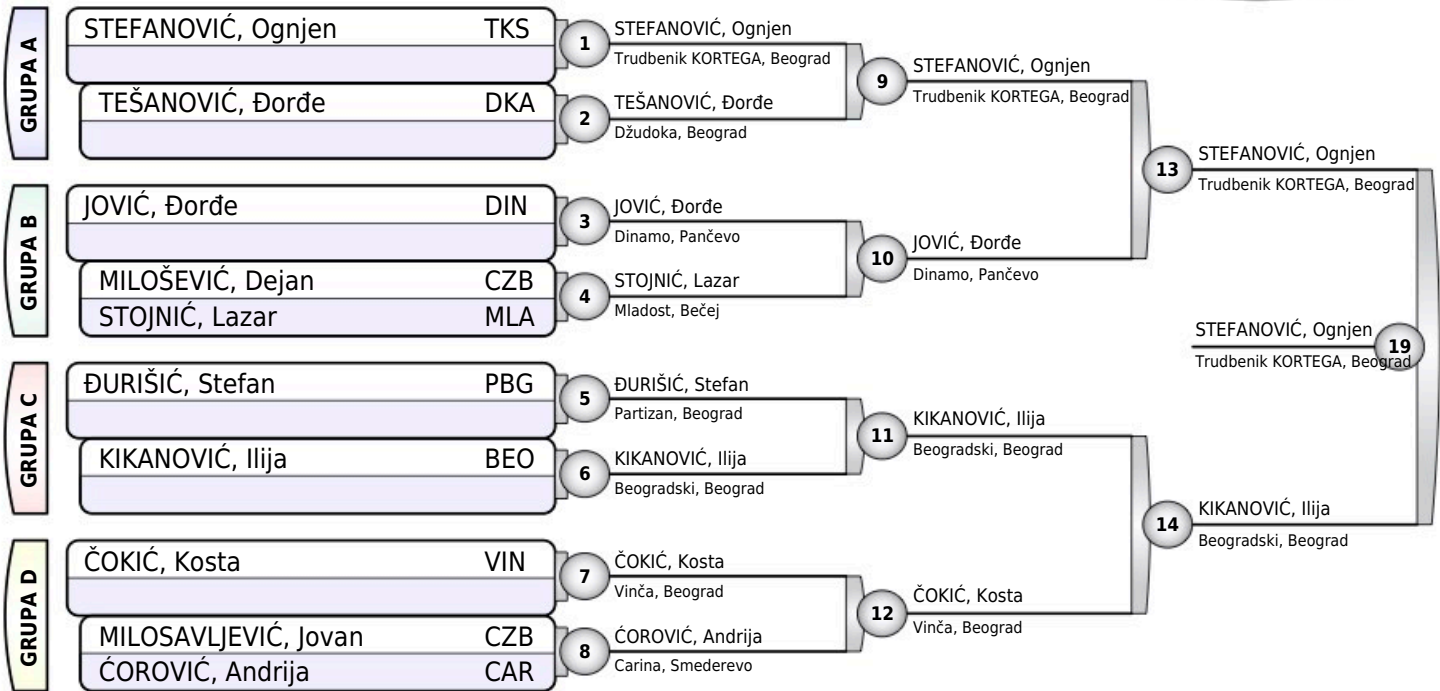 GRUPA A
STEFANOVIĆ, Ognjen TKS
TEŠANOVIĆ, Đorđe DKA
GRUPA B
JOVIĆ, Đorđe DIN
MILOŠEVIĆ, Dejan CZB
STOJNIĆ, Lazar MLA
GRUPA C
ĐURIŠIĆ, Stefan PBG
KIKANOVIĆ, Ilija BEO
GRUPA D
ČOKIĆ, Kosta VIN
MILOSAVLJEVIĆ, Jovan CZB
ĆOROVIĆ, Andrija CAR
1
STEFANOVIĆ, Ognjen
Trudbenik KORTEGA, Beograd
2
TEŠANOVIĆ, Đorđe
Džudoka, Beograd
3
JOVIĆ, Đorđe
Dinamo, Pančevo
4
STOJNIĆ, Lazar
Mladost, Bečej
5
ĐURIŠIĆ, Stefan
Partizan, Beograd
6
KIKANOVIĆ, Ilija
Beogradski, Beograd
7
ČOKIĆ, Kosta
Vinča, Beograd
8
ĆOROVIĆ, Andrija
Carina, Smederevo
9
STEFANOVIĆ, Ognjen
Trudbenik KORTEGA, Beograd
10
JOVIĆ, Đorđe
Dinamo, Pančevo
11
KIKANOVIĆ, Ilija
Beogradski, Beograd
12
ČOKIĆ, Kosta
Vinča, Beograd
13
STEFANOVIĆ, Ognjen
Trudbenik KORTEGA, Beograd
14
KIKANOVIĆ, Ilija
Beogradski, Beograd
STEFANOVIĆ, Ognjen
19
Trudbenik KORTEGA, Beograd